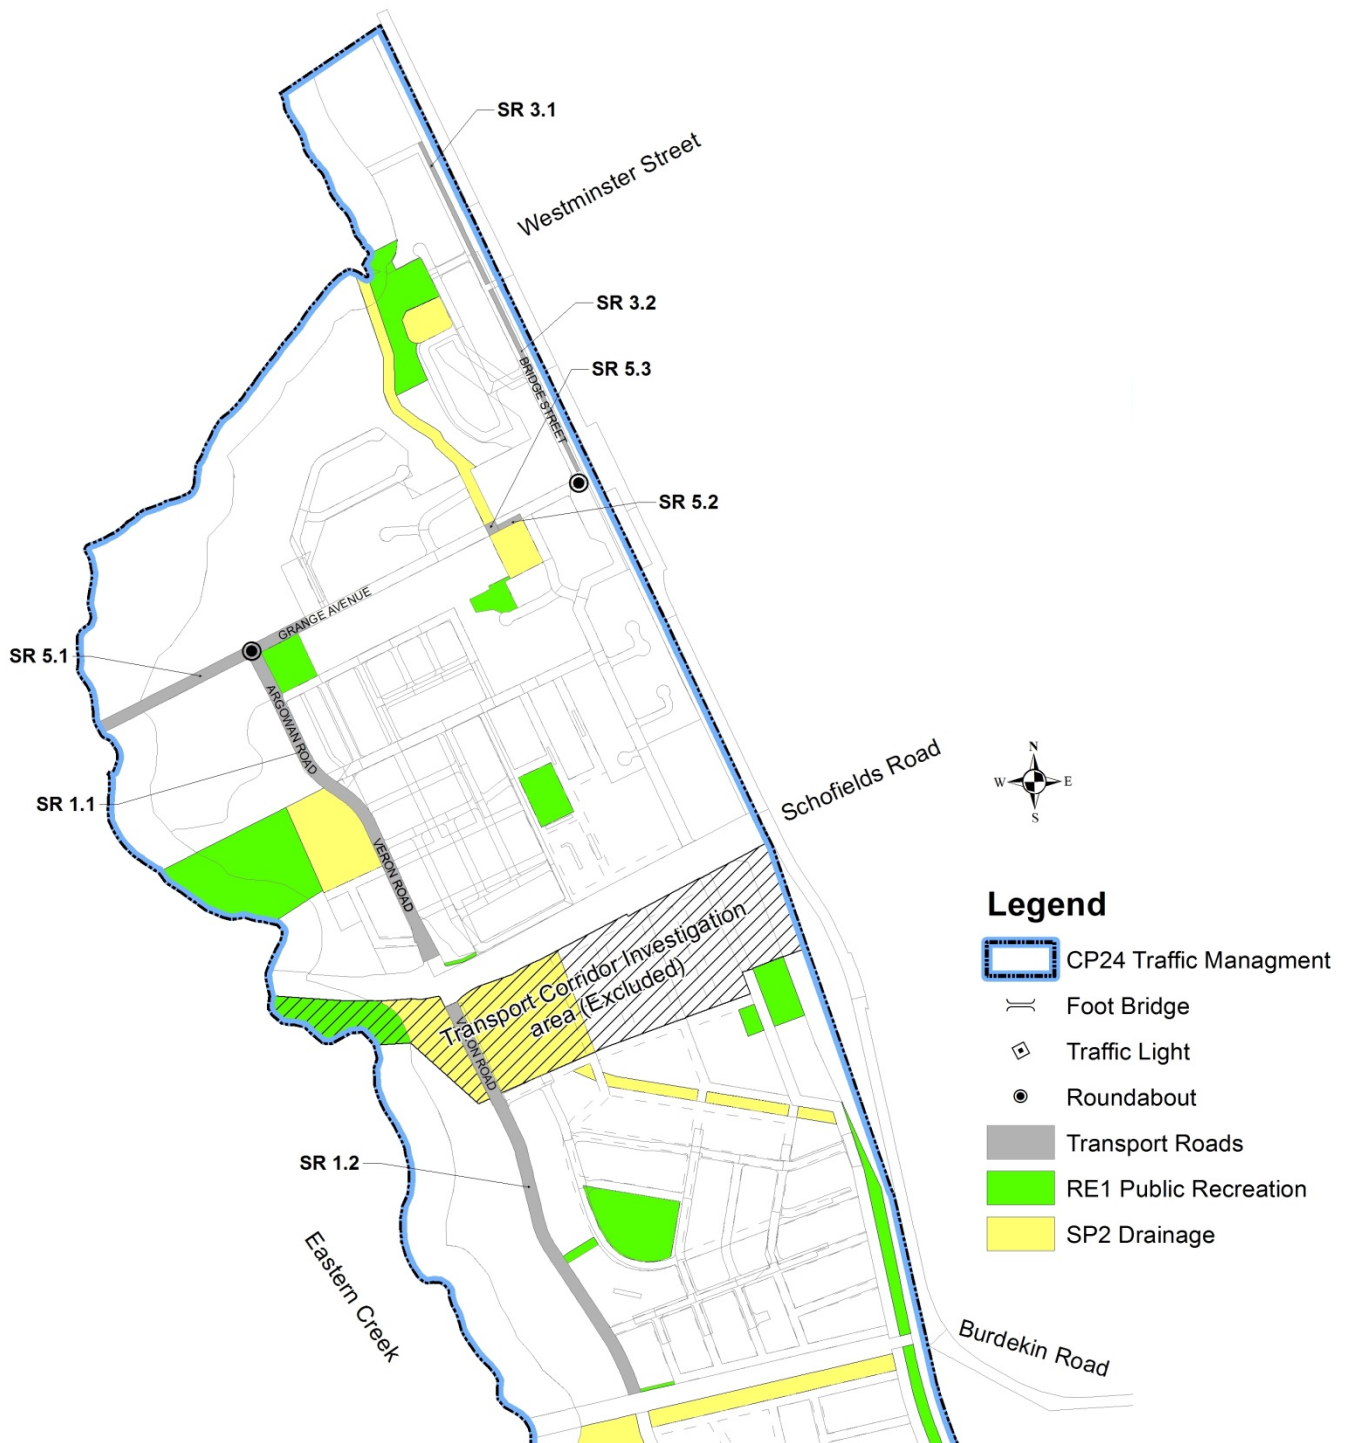 SR 3.1
Westminster Street
SR 3.2
SR 5.3
BRIDGE STREET
SR 5.2
GRANGE AVENUE
SR 5.1
ARGOWAN ROAD
SR 1.1
Schofields Road
N
W
E
S
VERON ROAD
Legend
CP24 Traffic Managment
Foot Bridge
Traffic Light
Roundabout
Transport Roads
RE1 Public Recreation
SP2 Drainage
Transport Corridor Investigation
area (Excluded)
VERON ROAD
SR 1.2
Eastern Creek
Burdekin Road